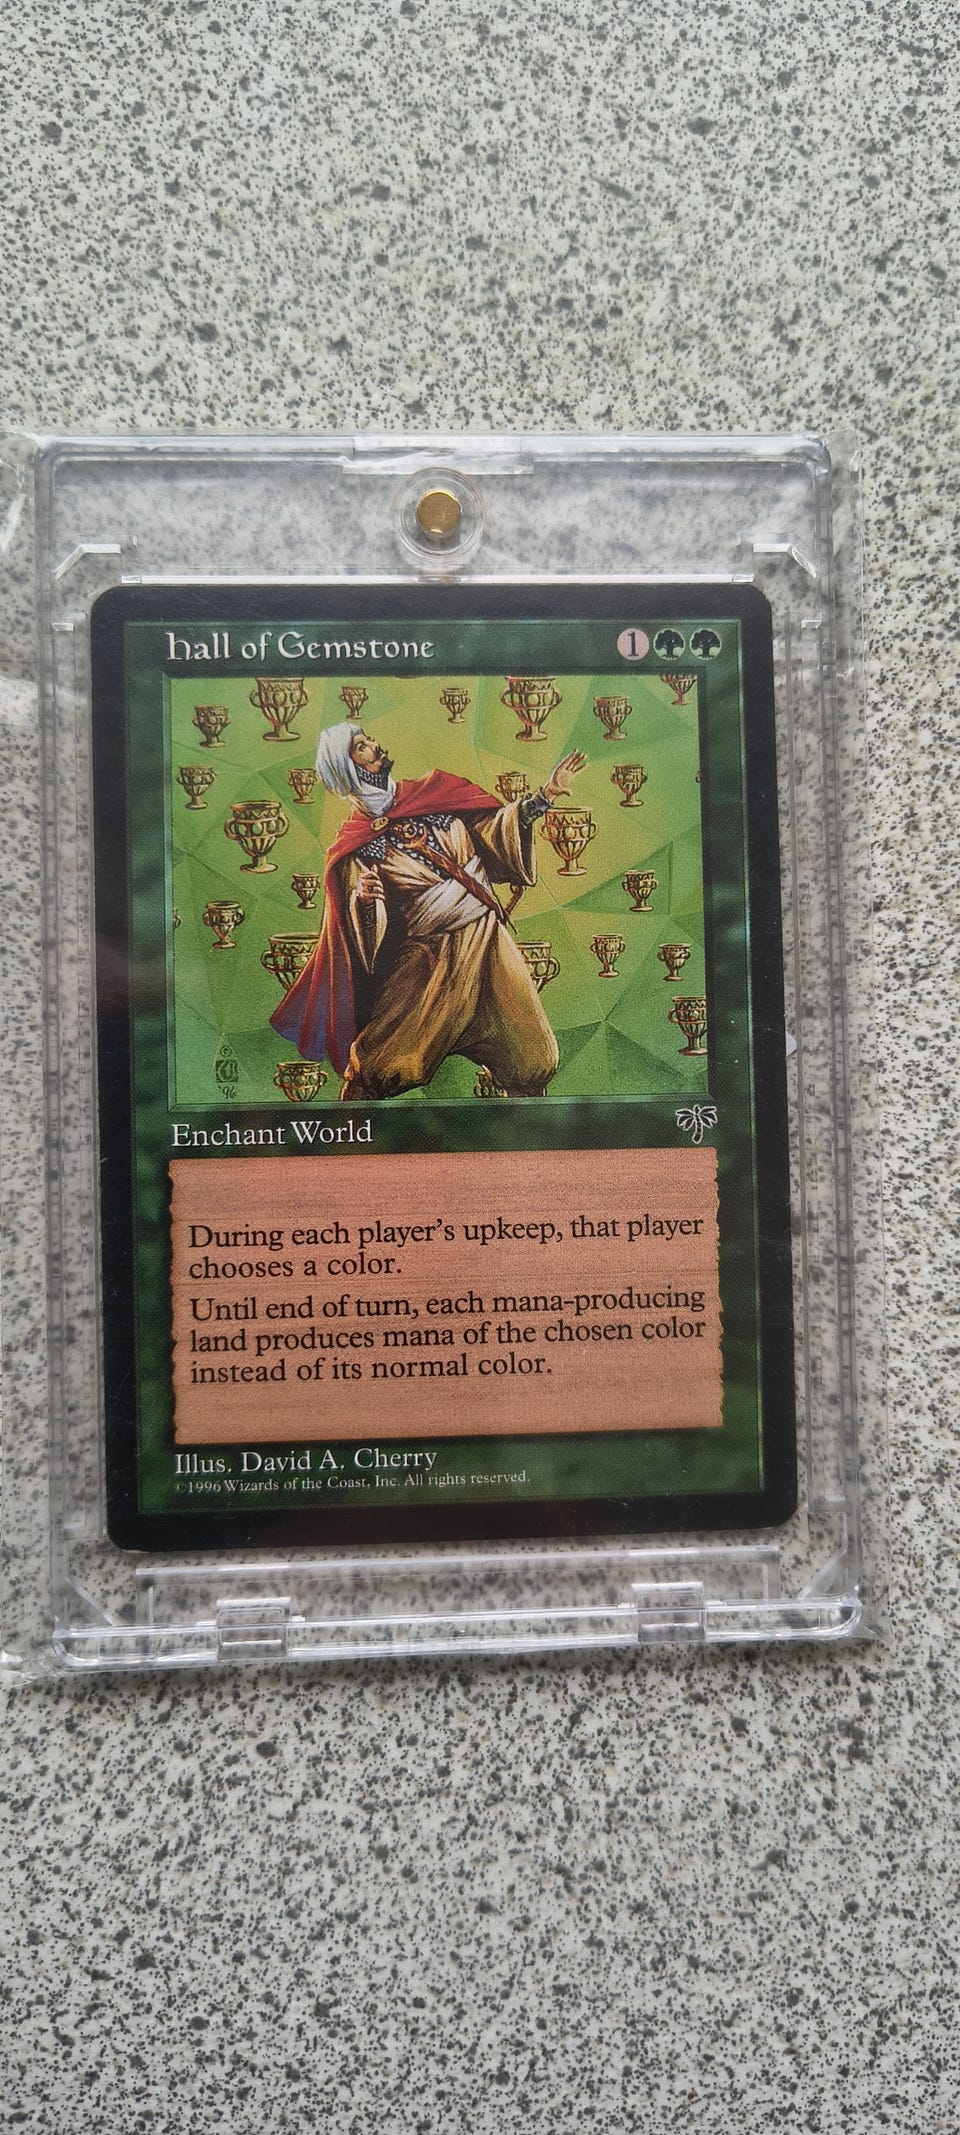 Hall of Gemstone 1
'96
Enchant World
During each player's upkeep, that player
chooses a color.
Until end of turn, each mana-producing
land produces mana of the chosen color
instead of its normal color.
Illus. David A. Cherry
©1996 Wizards of the Coast, Inc. All rights reserved.